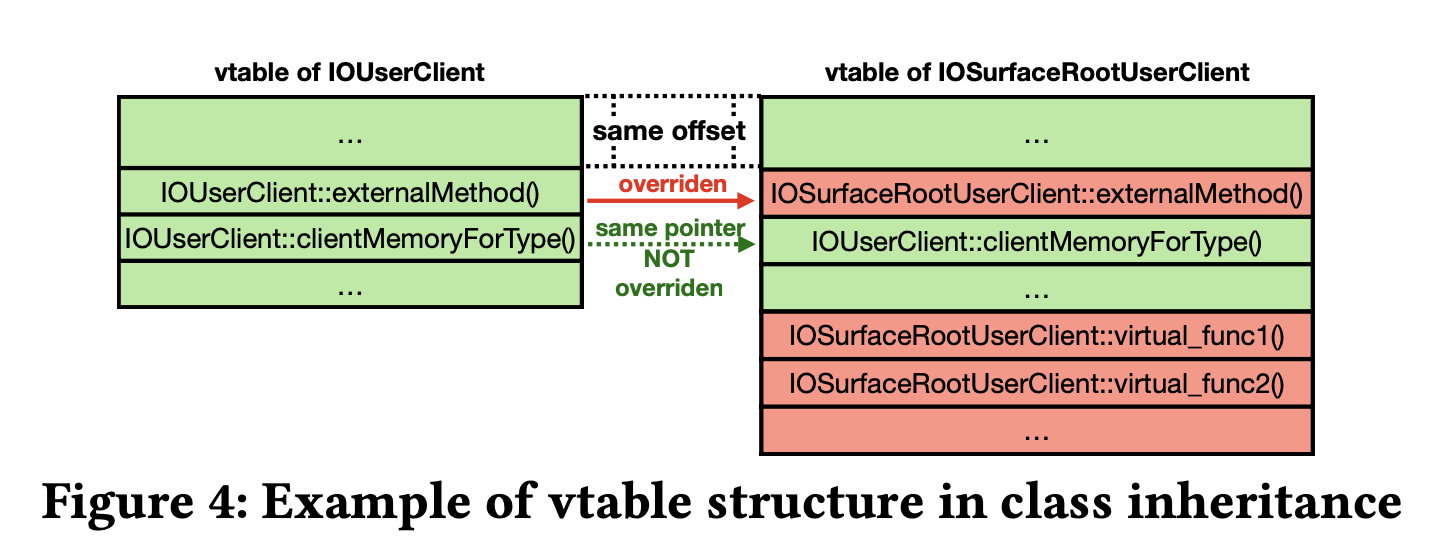 vtable of IOUserClient
vtable of IOSurfaceRootUserClient
...
same offset
...
IOUserClient::externalMethod()
overriden
IOSurfaceRootUserClient::externalMethod()
IOUserClient::clientMemoryForType()
same pointer
NOT
overriden
IOUserClient::clientMemoryForType()
...
...
IOSurfaceRootUserClient::virtual_func1()
IOSurfaceRootUserClient::virtual_func2()
...
Figure 4: Example of vtable structure in class inheritance